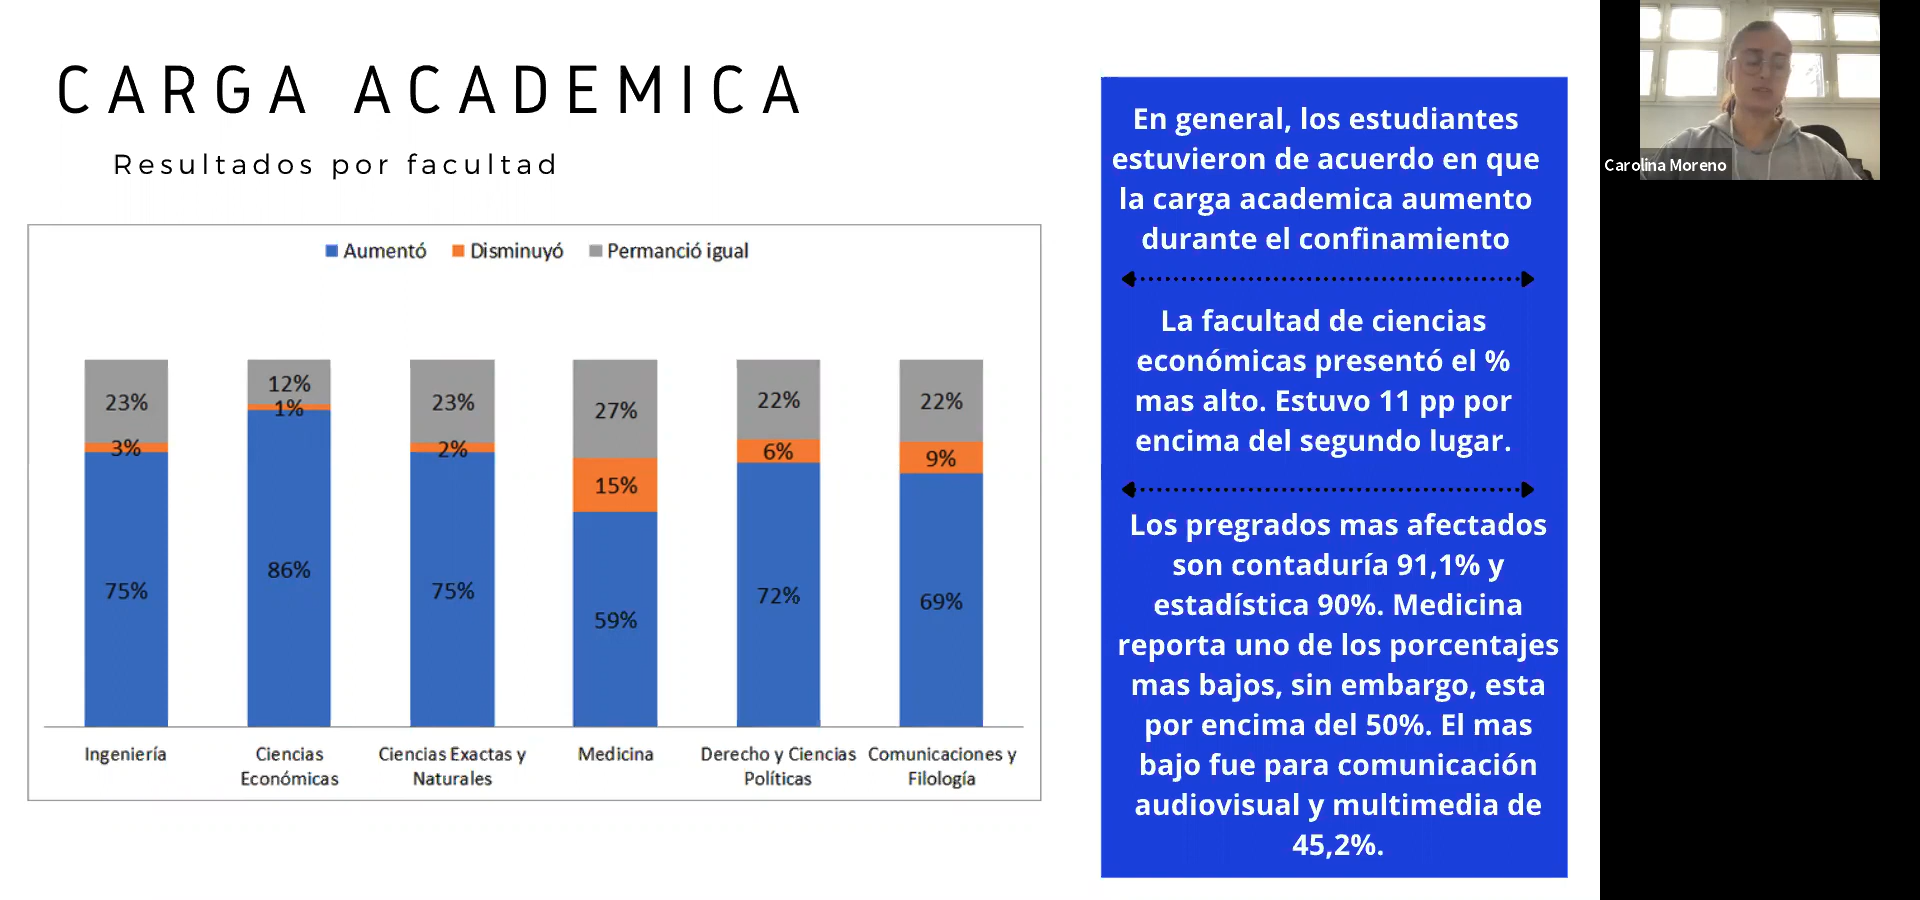 CARGA ACADEMICA
Resultados por facultad
Aumentó Disminuyó Permanció igual
23% 12% 23% 27% 22% 22%
3% 1% 2% 15% 6% 9%
75% 86% 75% 59% 72% 69%
Ingeniería
Ciencias
Económicas
Ciencias Exactas y
Naturales
Medicina
Derecho y Ciencias
Políticas
Comunicaciones y
Filología
En general, los estudiantes
estuvieron de acuerdo en que
la carga academica aumento
durante el confinamiento
La facultad de ciencias
económicas presentó el %
mas alto. Estuvo 11 pp por
encima del segundo lugar.
Los pregrados mas afectados
son contaduría 91,1% y
estadística 90%. Medicina
reporta uno de los porcentajes
mas bajos, sin embargo, esta
por encima del 50%. El mas
bajo fue para comunicación
audiovisual y multimedia de
45,2%.
Carolina Moreno